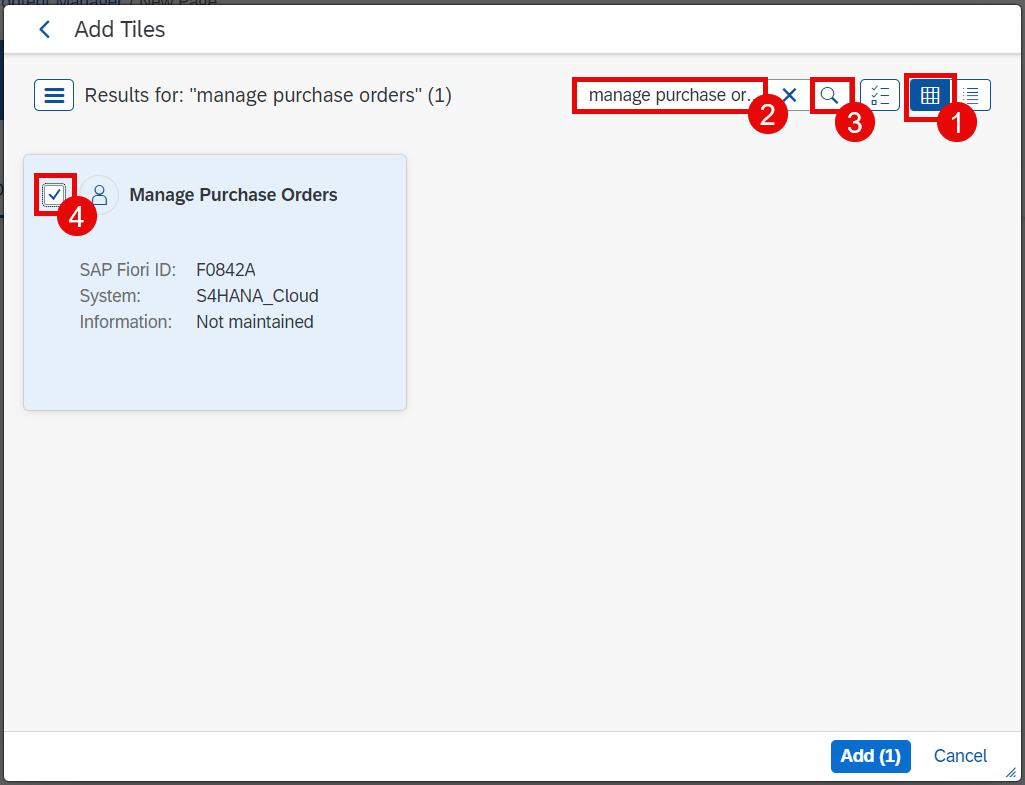 Add Tiles
Results for: "manage purchase orders" (1)
manage purchase or...
2
3
1
4
Manage Purchase Orders
SAP Fiori ID: F0842A
System: S4HANA_Cloud
Information: Not maintained
Add (1)
Cancel